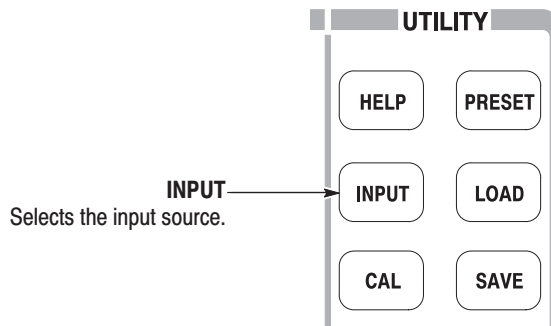 UTILITY
HELP PRESET
INPUT
Selects the input source.
INPUT LOAD
CAL SAVE